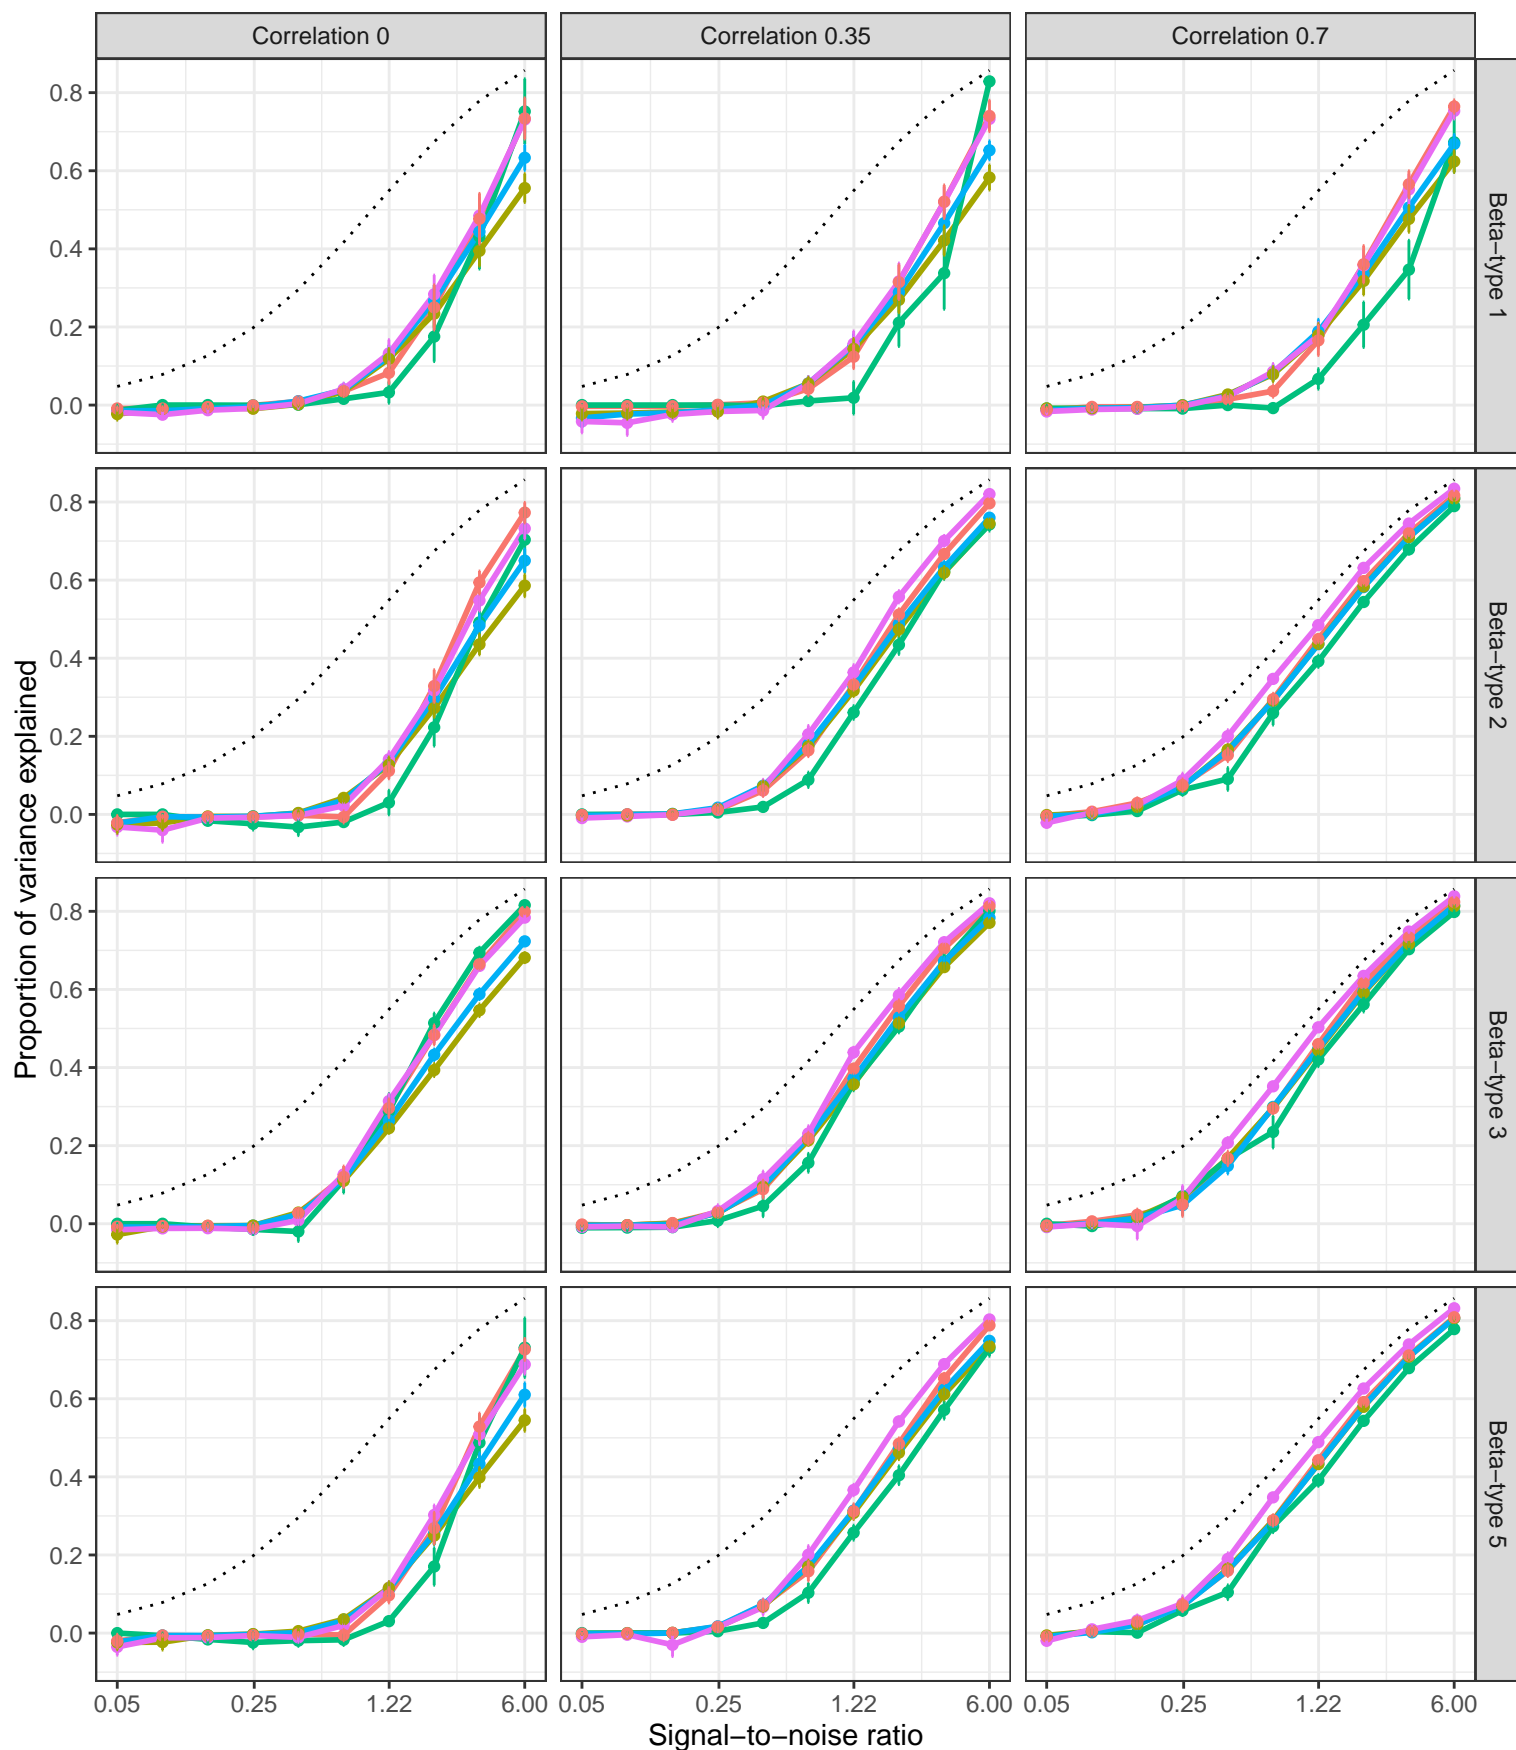 Correlation 0
Correlation 0.35
Correlation 0.7
0.8
0.6
0.4
0.2
0.0
Beta−type 1
0.8
0.6
0.4
0.2
0.0
Beta−type 2
0.8
0.6
0.4
0.2
0.0
Beta−type 3
0.8
0.6
0.4
0.2
0.0
Beta−type 5
Proportion of variance explained
0.05 0.25 1.22 6.00
0.05 0.25 1.22 6.00
0.05 0.25 1.22 6.00
Signal−to−noise ratio